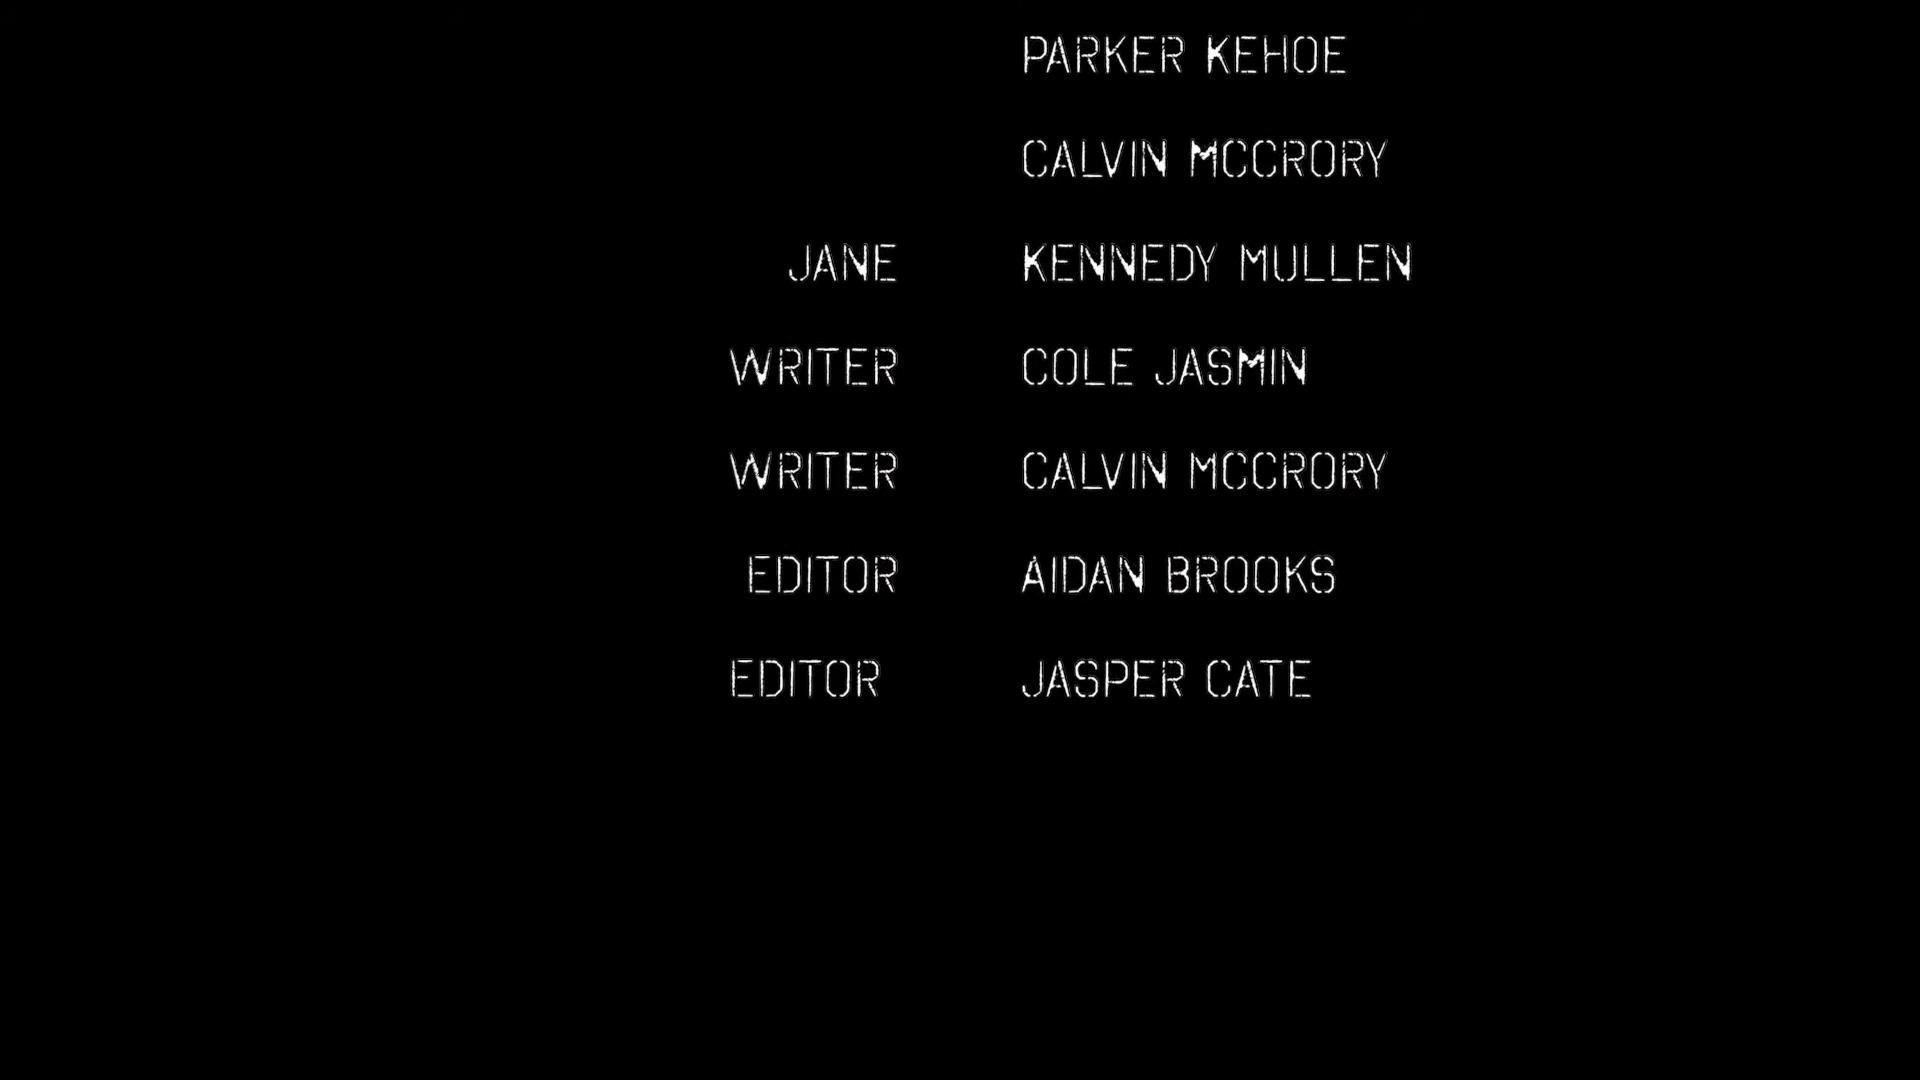 PARKER KEHOE
CALVIN MCCRORY
JANE KENNEDY MULLEN
WRITER COLE JASMIN
WRITER CALVIN MCCRORY
EDITOR AIDAN BROOKS
EDITOR JASPER CATE